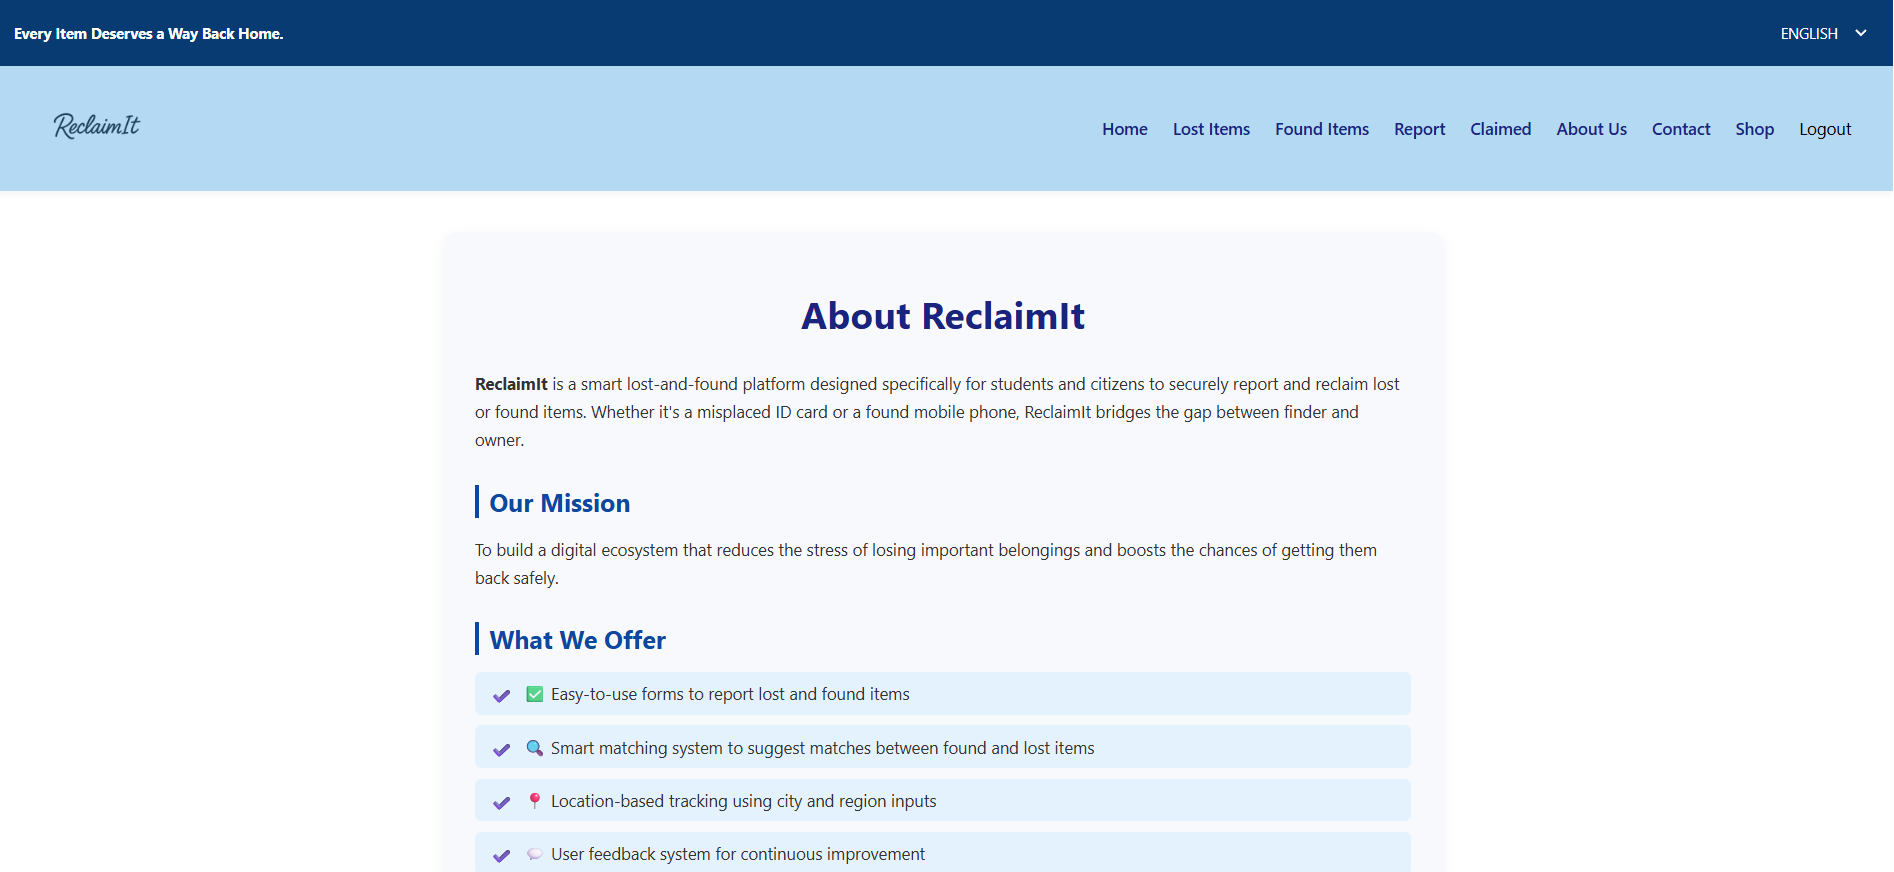 Every Item Deserves a Way Back Home.
ENGLISH
ReclaimIt
Home Lost Items Found Items Report Claimed About Us Contact Shop Logout
About ReclaimIt
ReclaimIt is a smart lost-and-found platform designed specifically for students and citizens to securely report and reclaim lost
or found items. Whether it's a misplaced ID card or a found mobile phone, ReclaimIt bridges the gap between finder and
owner.
Our Mission
To build a digital ecosystem that reduces the stress of losing important belongings and boosts the chances of getting them
back safely.
What We Offer
✔ ✅ Easy-to-use forms to report lost and found items
✔ 🔍 Smart matching system to suggest matches between found and lost items
✔ 📍 Location-based tracking using city and region inputs
✔ 💬 User feedback system for continuous improvement